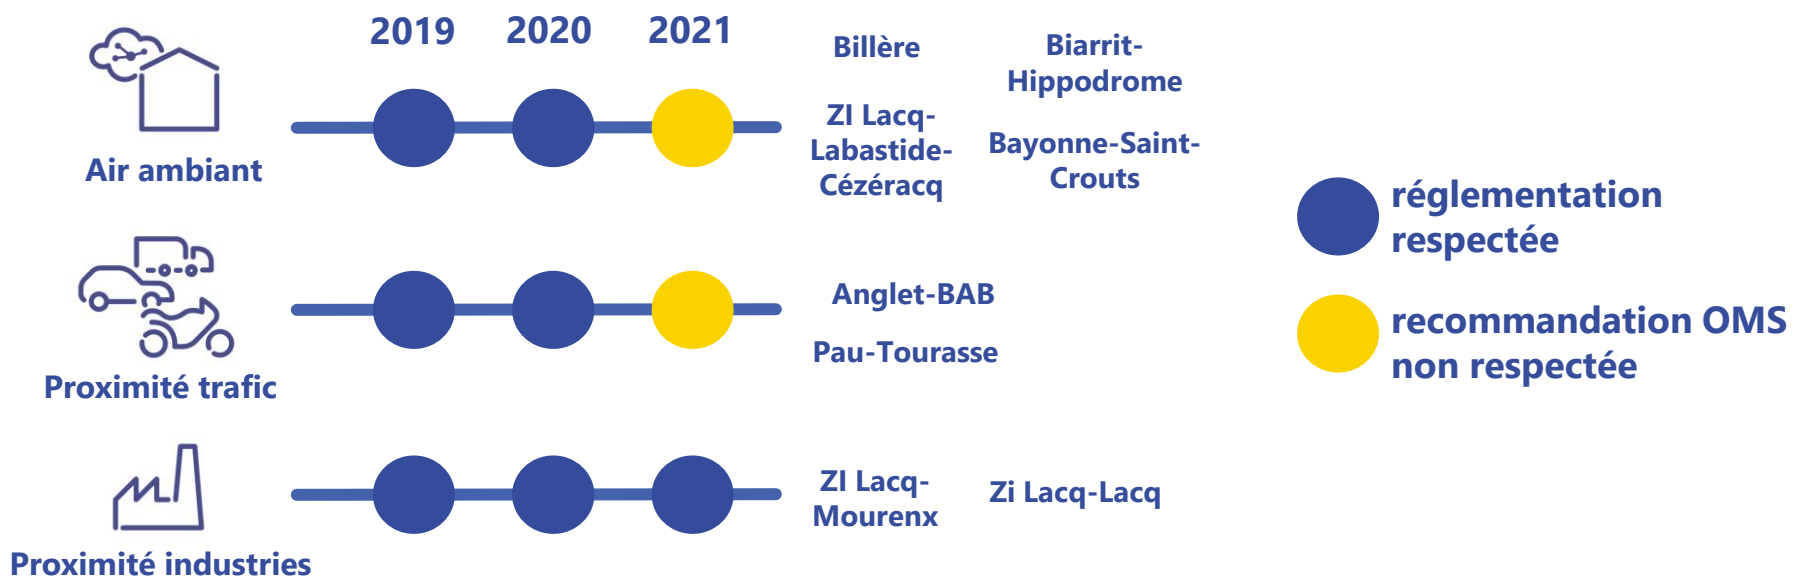 2019 2020 2021
Billère
Biarrit-
Hippodrome
ZI Lacq-
Labastide-
Cézéracq
Bayonne-Saint-
Crouts
Air ambiant
réglementation
respectée
Anglet-BAB
Pau-Tourasse
recommandation OMS
non respectée
Proximité trafic
ZI Lacq-
Mourenx
Zi Lacq-Lacq
Proximité industries